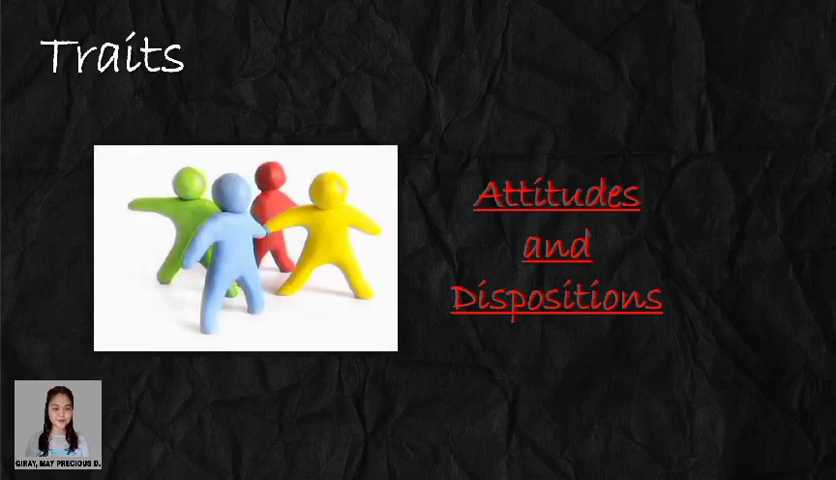 Traits
Attitudes
and
Dispositions
GIRAY, MAY PRECIOUS D.